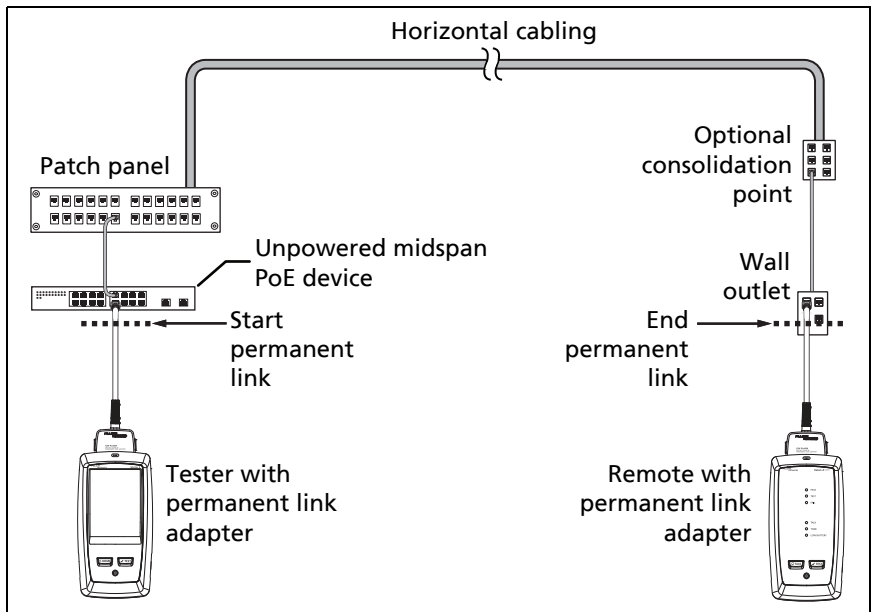 Horizontal cabling
Optional
consolidation
point
Patch panel
Unpowered midspan
PoE device
Wall
outlet
Start
permanent
link
End
permanent
link
Tester with
permanent link
adapter
Remote with
permanent link
adapter